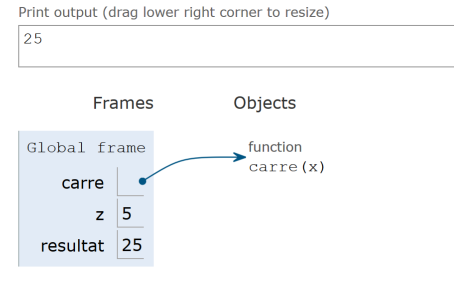 Print output (drag lower right corner to resize)
25
Frames Objects
Global frame
function
carre(x)
carre
z 5
resultat 25